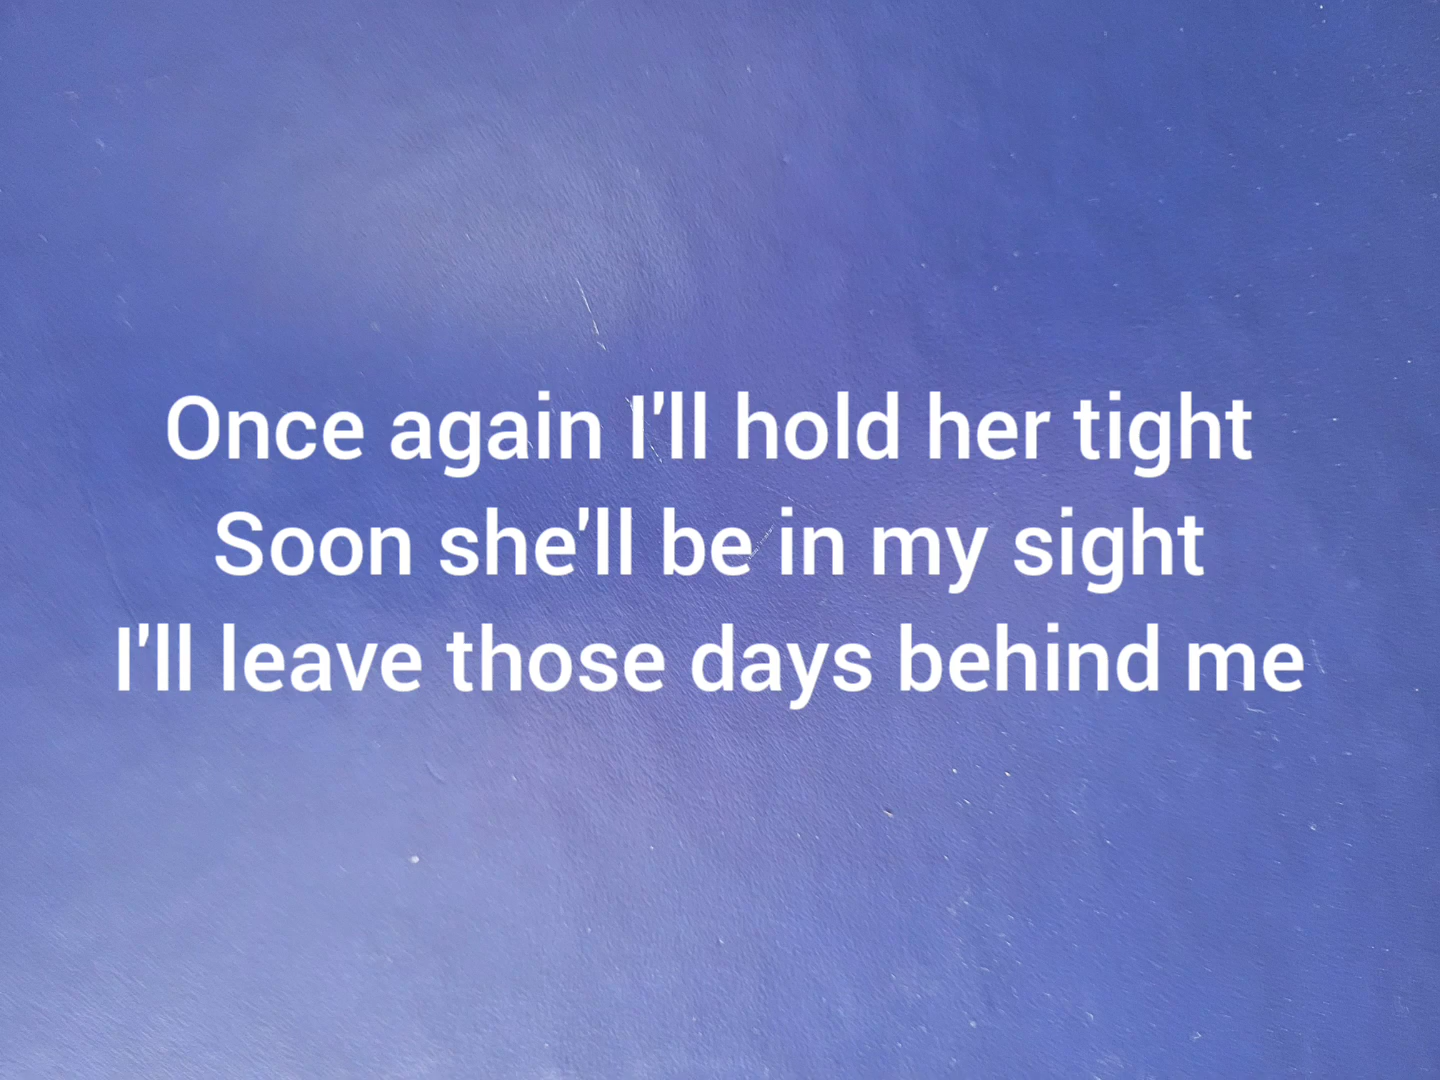 Once again I'll hold her tight
Soon she'll be in my sight
I'll leave those days behind me